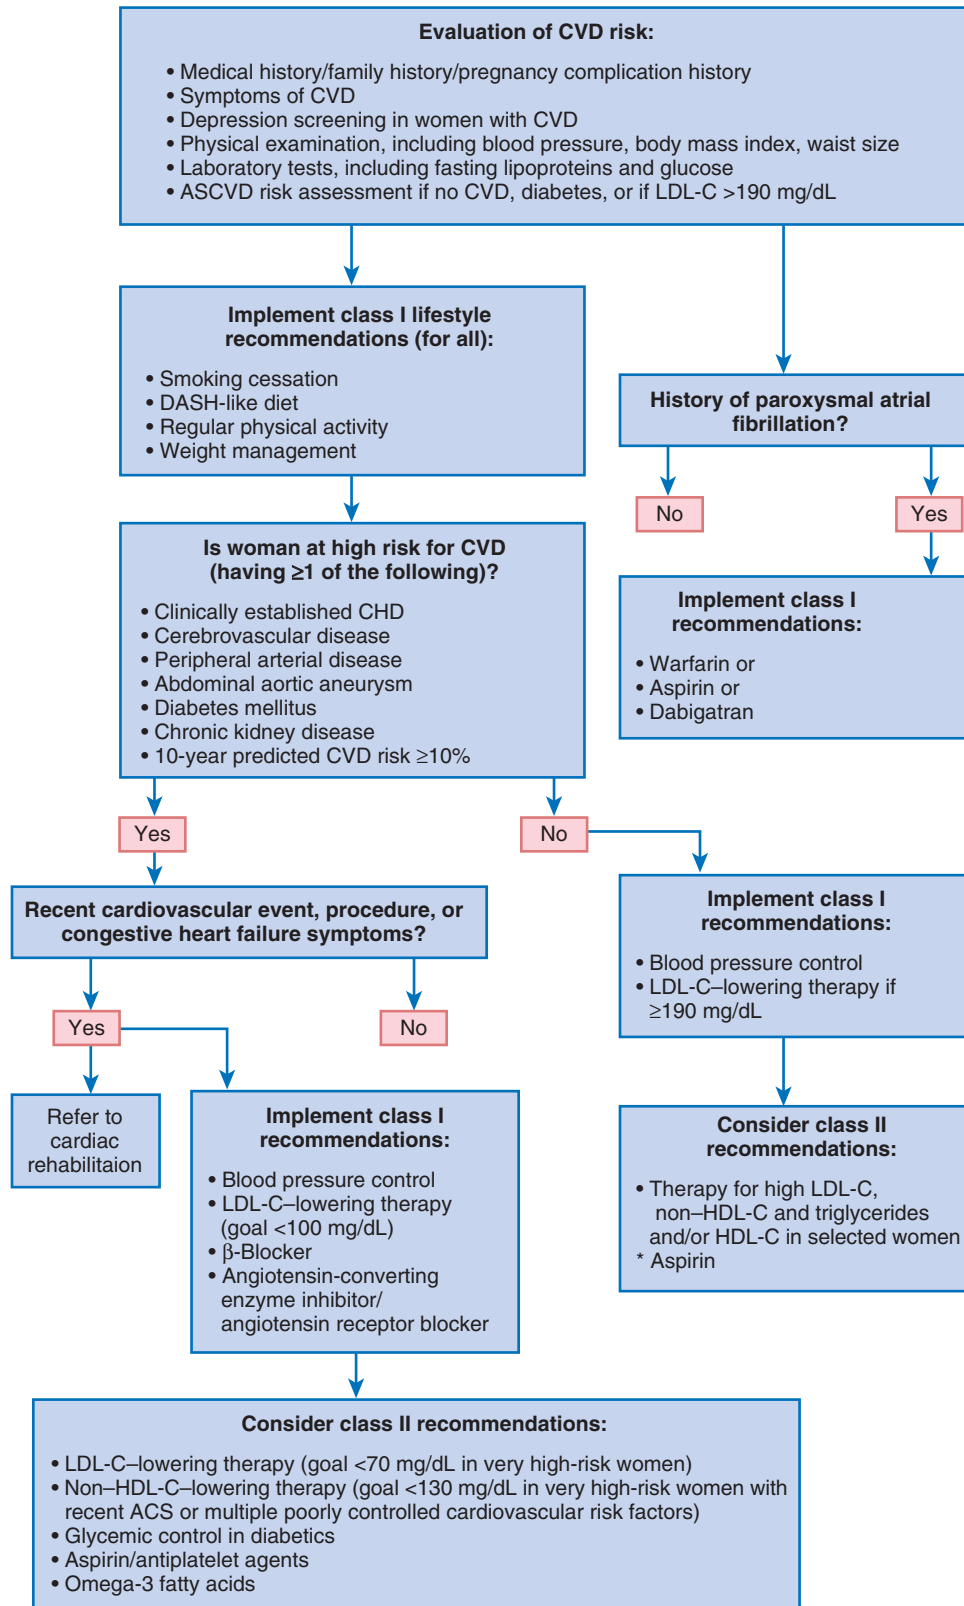 Evaluation of CVD risk:
• Medical history/family history/pregnancy complication history
• Symptoms of CVD
• Depression screening in women with CVD
• Physical examination, including blood pressure, body mass index, waist size
• Laboratory tests, including fasting lipoproteins and glucose
• ASCVD risk assessment if no CVD, diabetes, or if LDL-C >190 mg/dL
Implement class I lifestyle
recommendations (for all):
• Smoking cessation
• DASH-like diet
• Regular physical activity
• Weight management
History of paroxysmal atrial
fibrillation?
No
Yes
Implement class I
recommendations:
• Warfarin or
• Aspirin or
• Dabigatran
Is woman at high risk for CVD
(having ≥1 of the following)?
• Clinically established CHD
• Cerebrovascular disease
• Peripheral arterial disease
• Abdominal aortic aneurysm
• Diabetes mellitus
• Chronic kidney disease
• 10-year predicted CVD risk ≥10%
Yes
No
Recent cardiovascular event, procedure, or
congestive heart failure symptoms?
Yes
No
Refer to
cardiac
rehabilitaion
Implement class I
recommendations:
• Blood pressure control
• LDL-C–lowering therapy
(goal <100 mg/dL)
• β-Blocker
• Angiotensin-converting
enzyme inhibitor/
angiotensin receptor blocker
Implement class I
recommendations:
• Blood pressure control
• LDL-C–lowering therapy if
≥190 mg/dL
Consider class II
recommendations:
• Therapy for high LDL-C,
non–HDL-C and triglycerides
and/or HDL-C in selected women
* Aspirin
Consider class II recommendations:
• LDL-C–lowering therapy (goal <70 mg/dL in very high-risk women)
• Non–HDL-C–lowering therapy (goal <130 mg/dL in very high-risk women with
recent ACS or multiple poorly controlled cardiovascular risk factors)
• Glycemic control in diabetics
• Aspirin/antiplatelet agents
• Omega-3 fatty acids